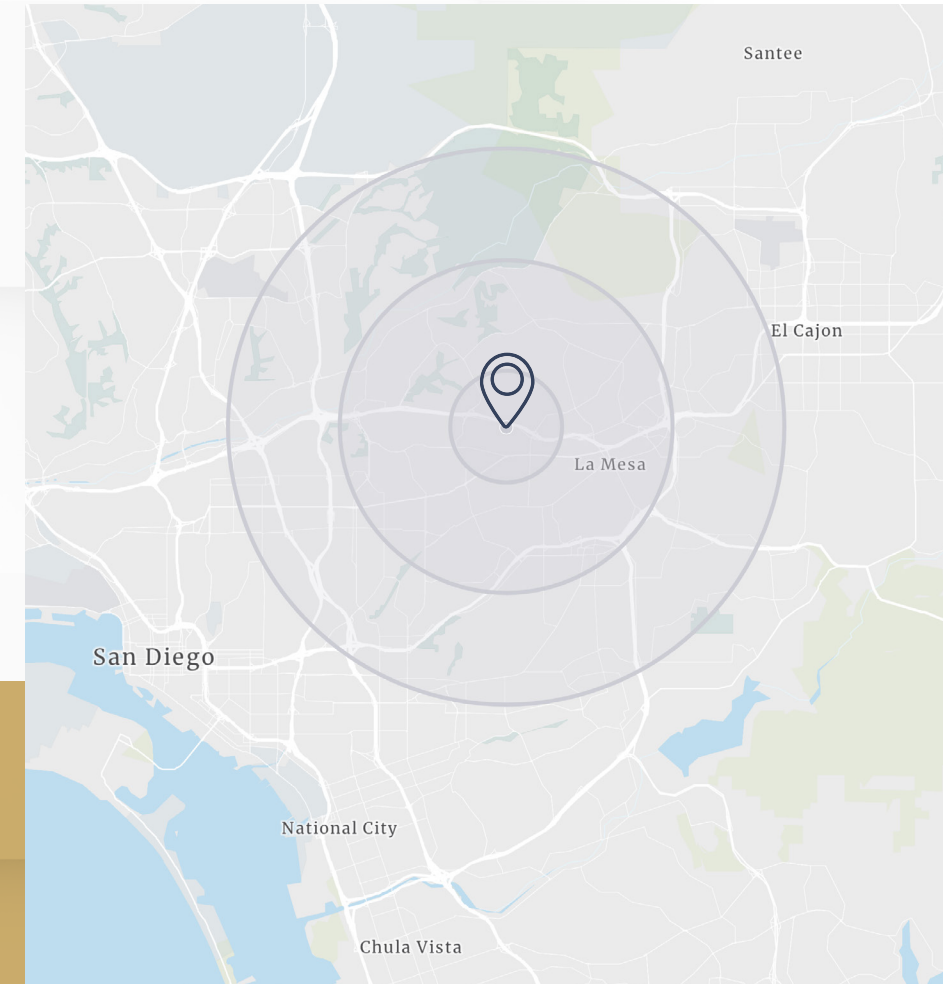 Santee
El Cajon
La Mesa
San Diego
National City
Chula Vista